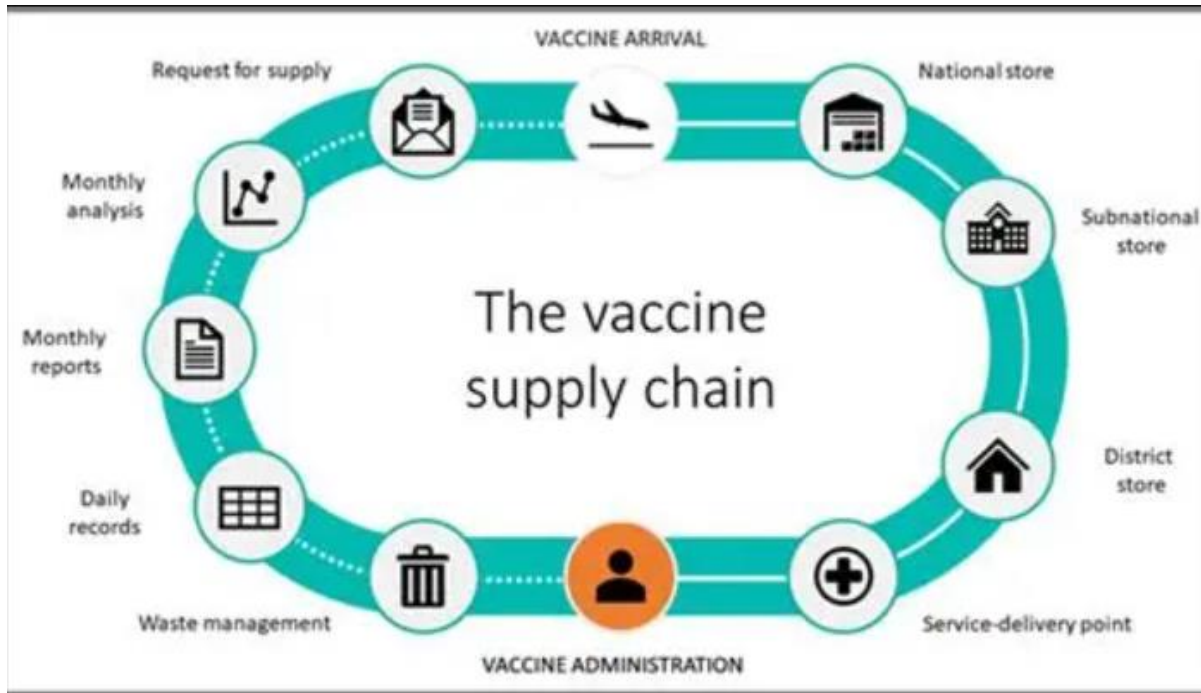 VACCINE ARRIVAL
Request for supply
National store
Monthly
analysis
Subnational
store
The vaccine
supply chain
Monthly
reports
District
store
Daily
records
Waste management
Service-delivery point
VACCINE ADMINISTRATION